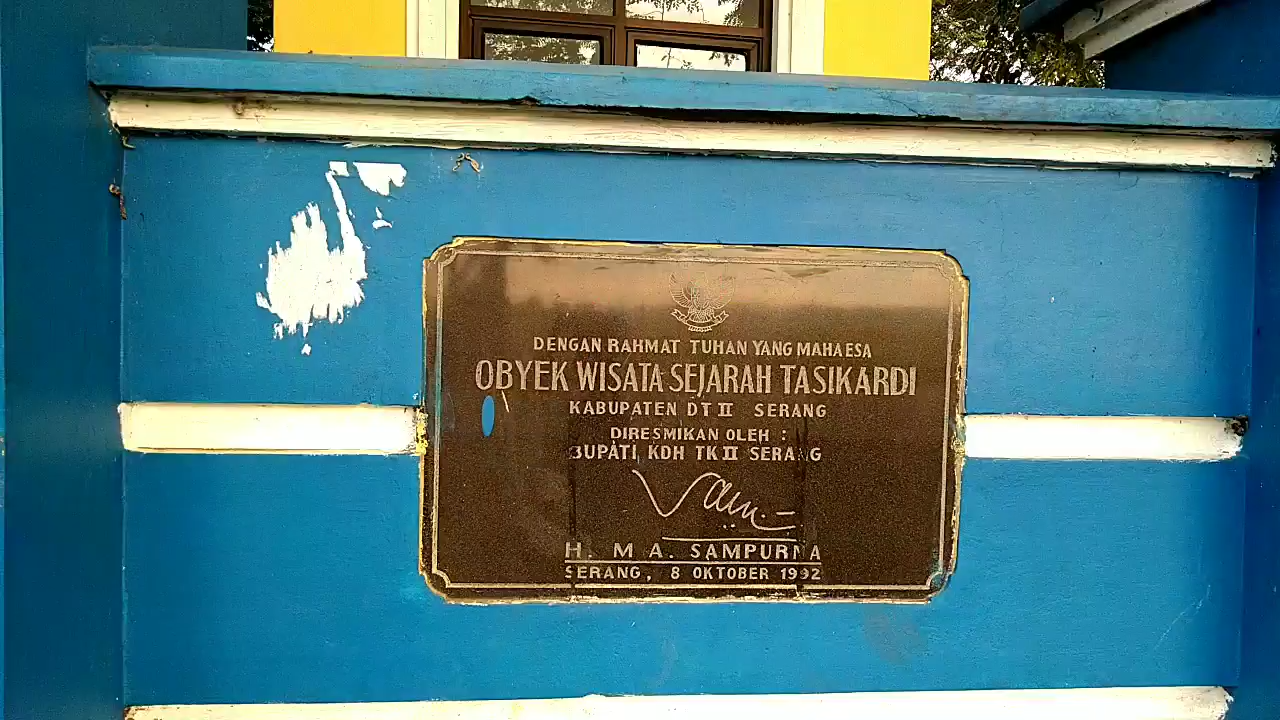 DENGAN RAHMAT TUHAN YANG MAHA ESA
OBYEK WISATA SEJARAH TASIKARDI
KABUPATEN DT II SERANG
DIRESMIKAN OLEH :
BUPATI KDH TK II SERANG
H. M A. SAMPURNA
SERANG, 8 OKTOBER 1992